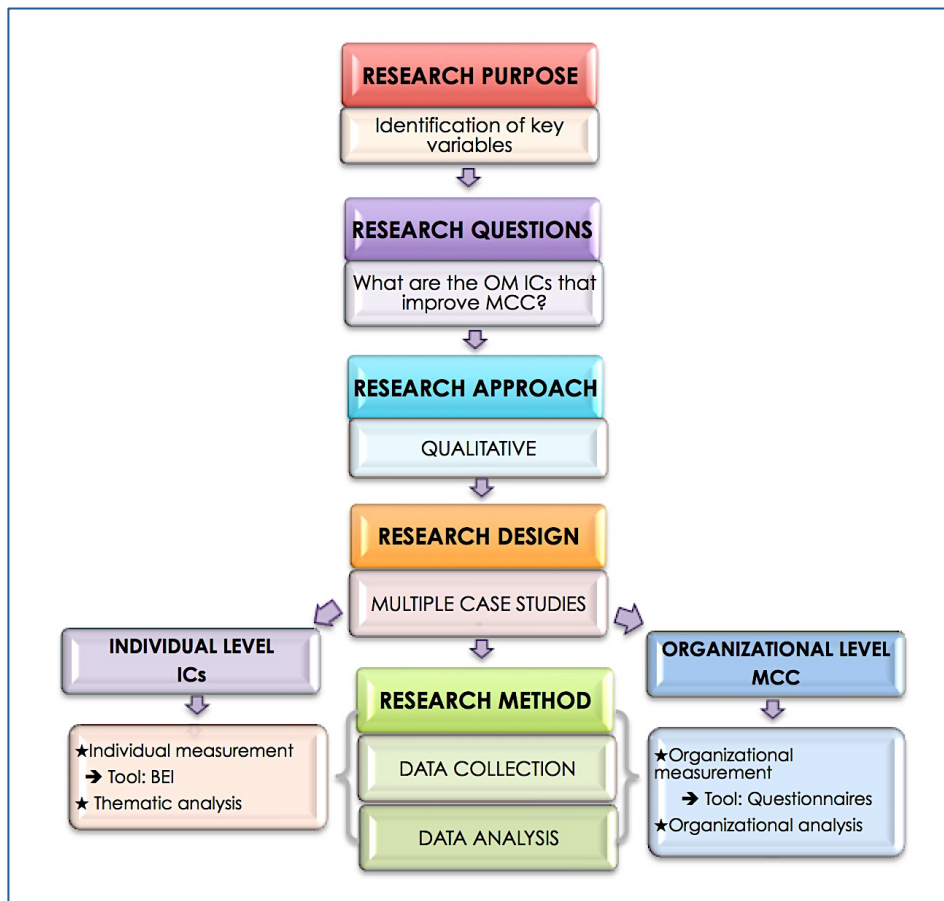 RESEARCH PURPOSE
Identification of key
variables
RESEARCH QUESTIONS
What are the OM ICs that
improve MCC?
RESEARCH APPROACH
QUALITATIVE
RESEARCH DESIGN
MULTIPLE CASE STUDIES
INDIVIDUAL LEVEL
ICs
★Individual measurement
➔ Tool: BEI
★ Thematic analysis
RESEARCH METHOD
DATA COLLECTION
DATA ANALYSIS
ORGANIZATIONAL LEVEL
MCC
★Organizational
measurement
➔ Tool: Questionnaires
★Organizational analysis